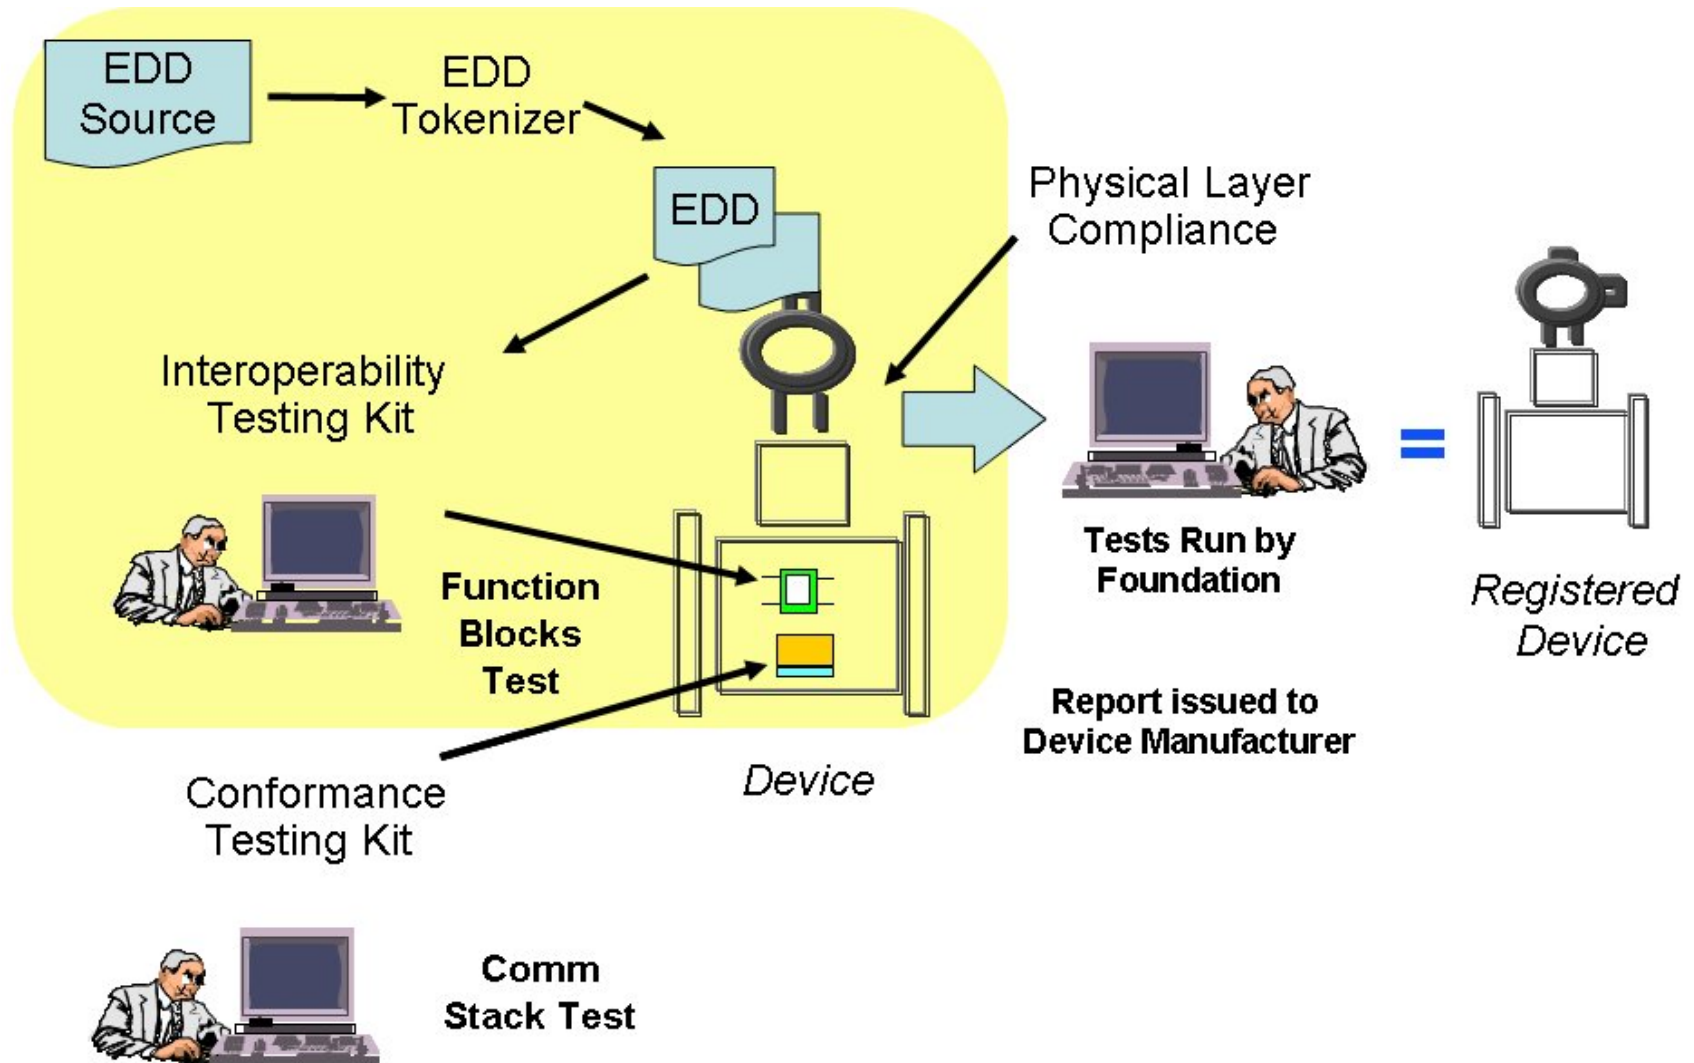 EDD
Source
EDD
Tokenizer
EDD
Physical Layer
Compliance
Interoperability
Testing Kit
Function
Blocks
Test
Tests Run by
Foundation
Registered
Device
Report issued to
Device Manufacturer
Device
Conformance
Testing Kit
Comm
Stack Test